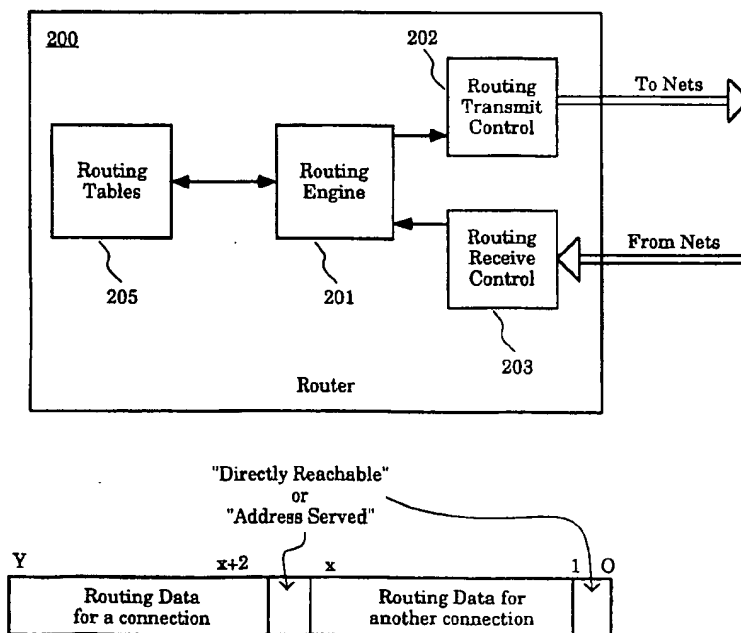 200
202
Routing
Transmit
Control
To Nets
Routing
Tables
Routing
Engine
Routing
Receive
Control
From Nets
205
201
203
Router
"Directly Reachable"
or
"Address Served"
Y
x+2
x
1 O
Routing Data
for a connection
Routing Data for
another connection